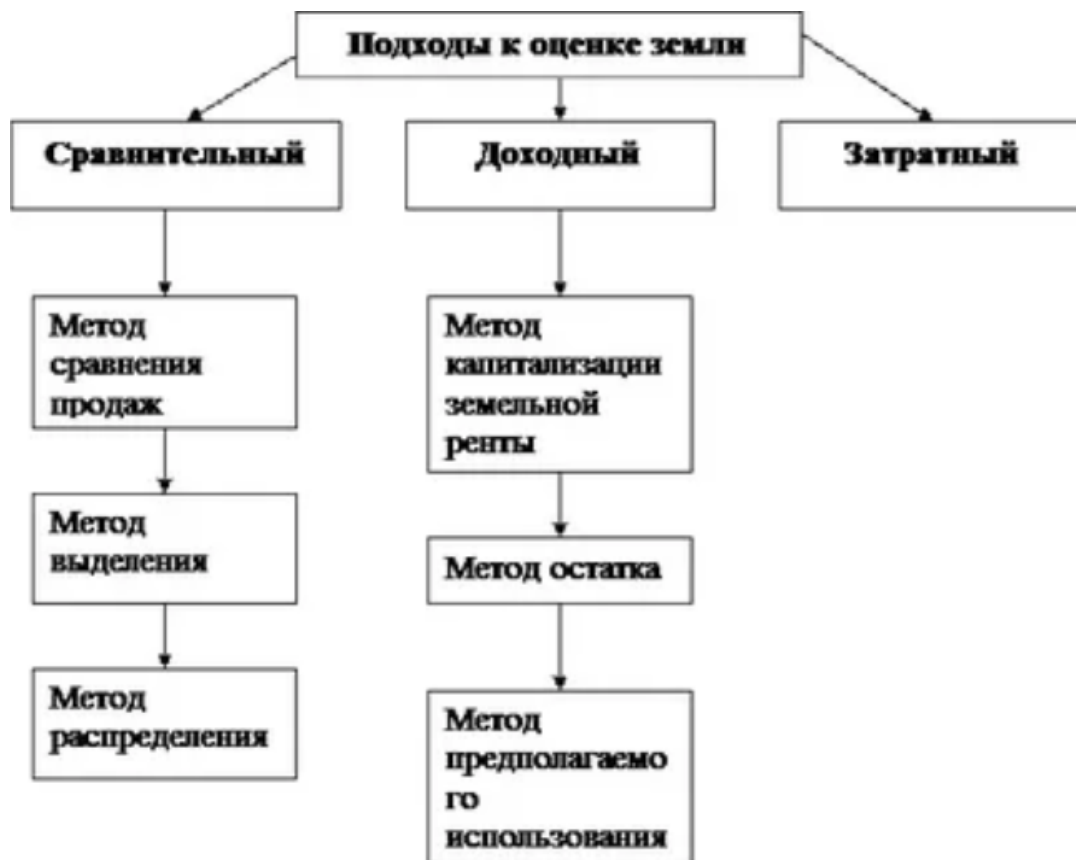 Подходы к оценке земли
Сравнительный
Доходный
Затратный
Метод
сравнения
продаж
Метод
выделения
Метод
распределения
Метод
капитализации
земельной
ренты
Метод остатка
Метод
предполагаемо
го
использования